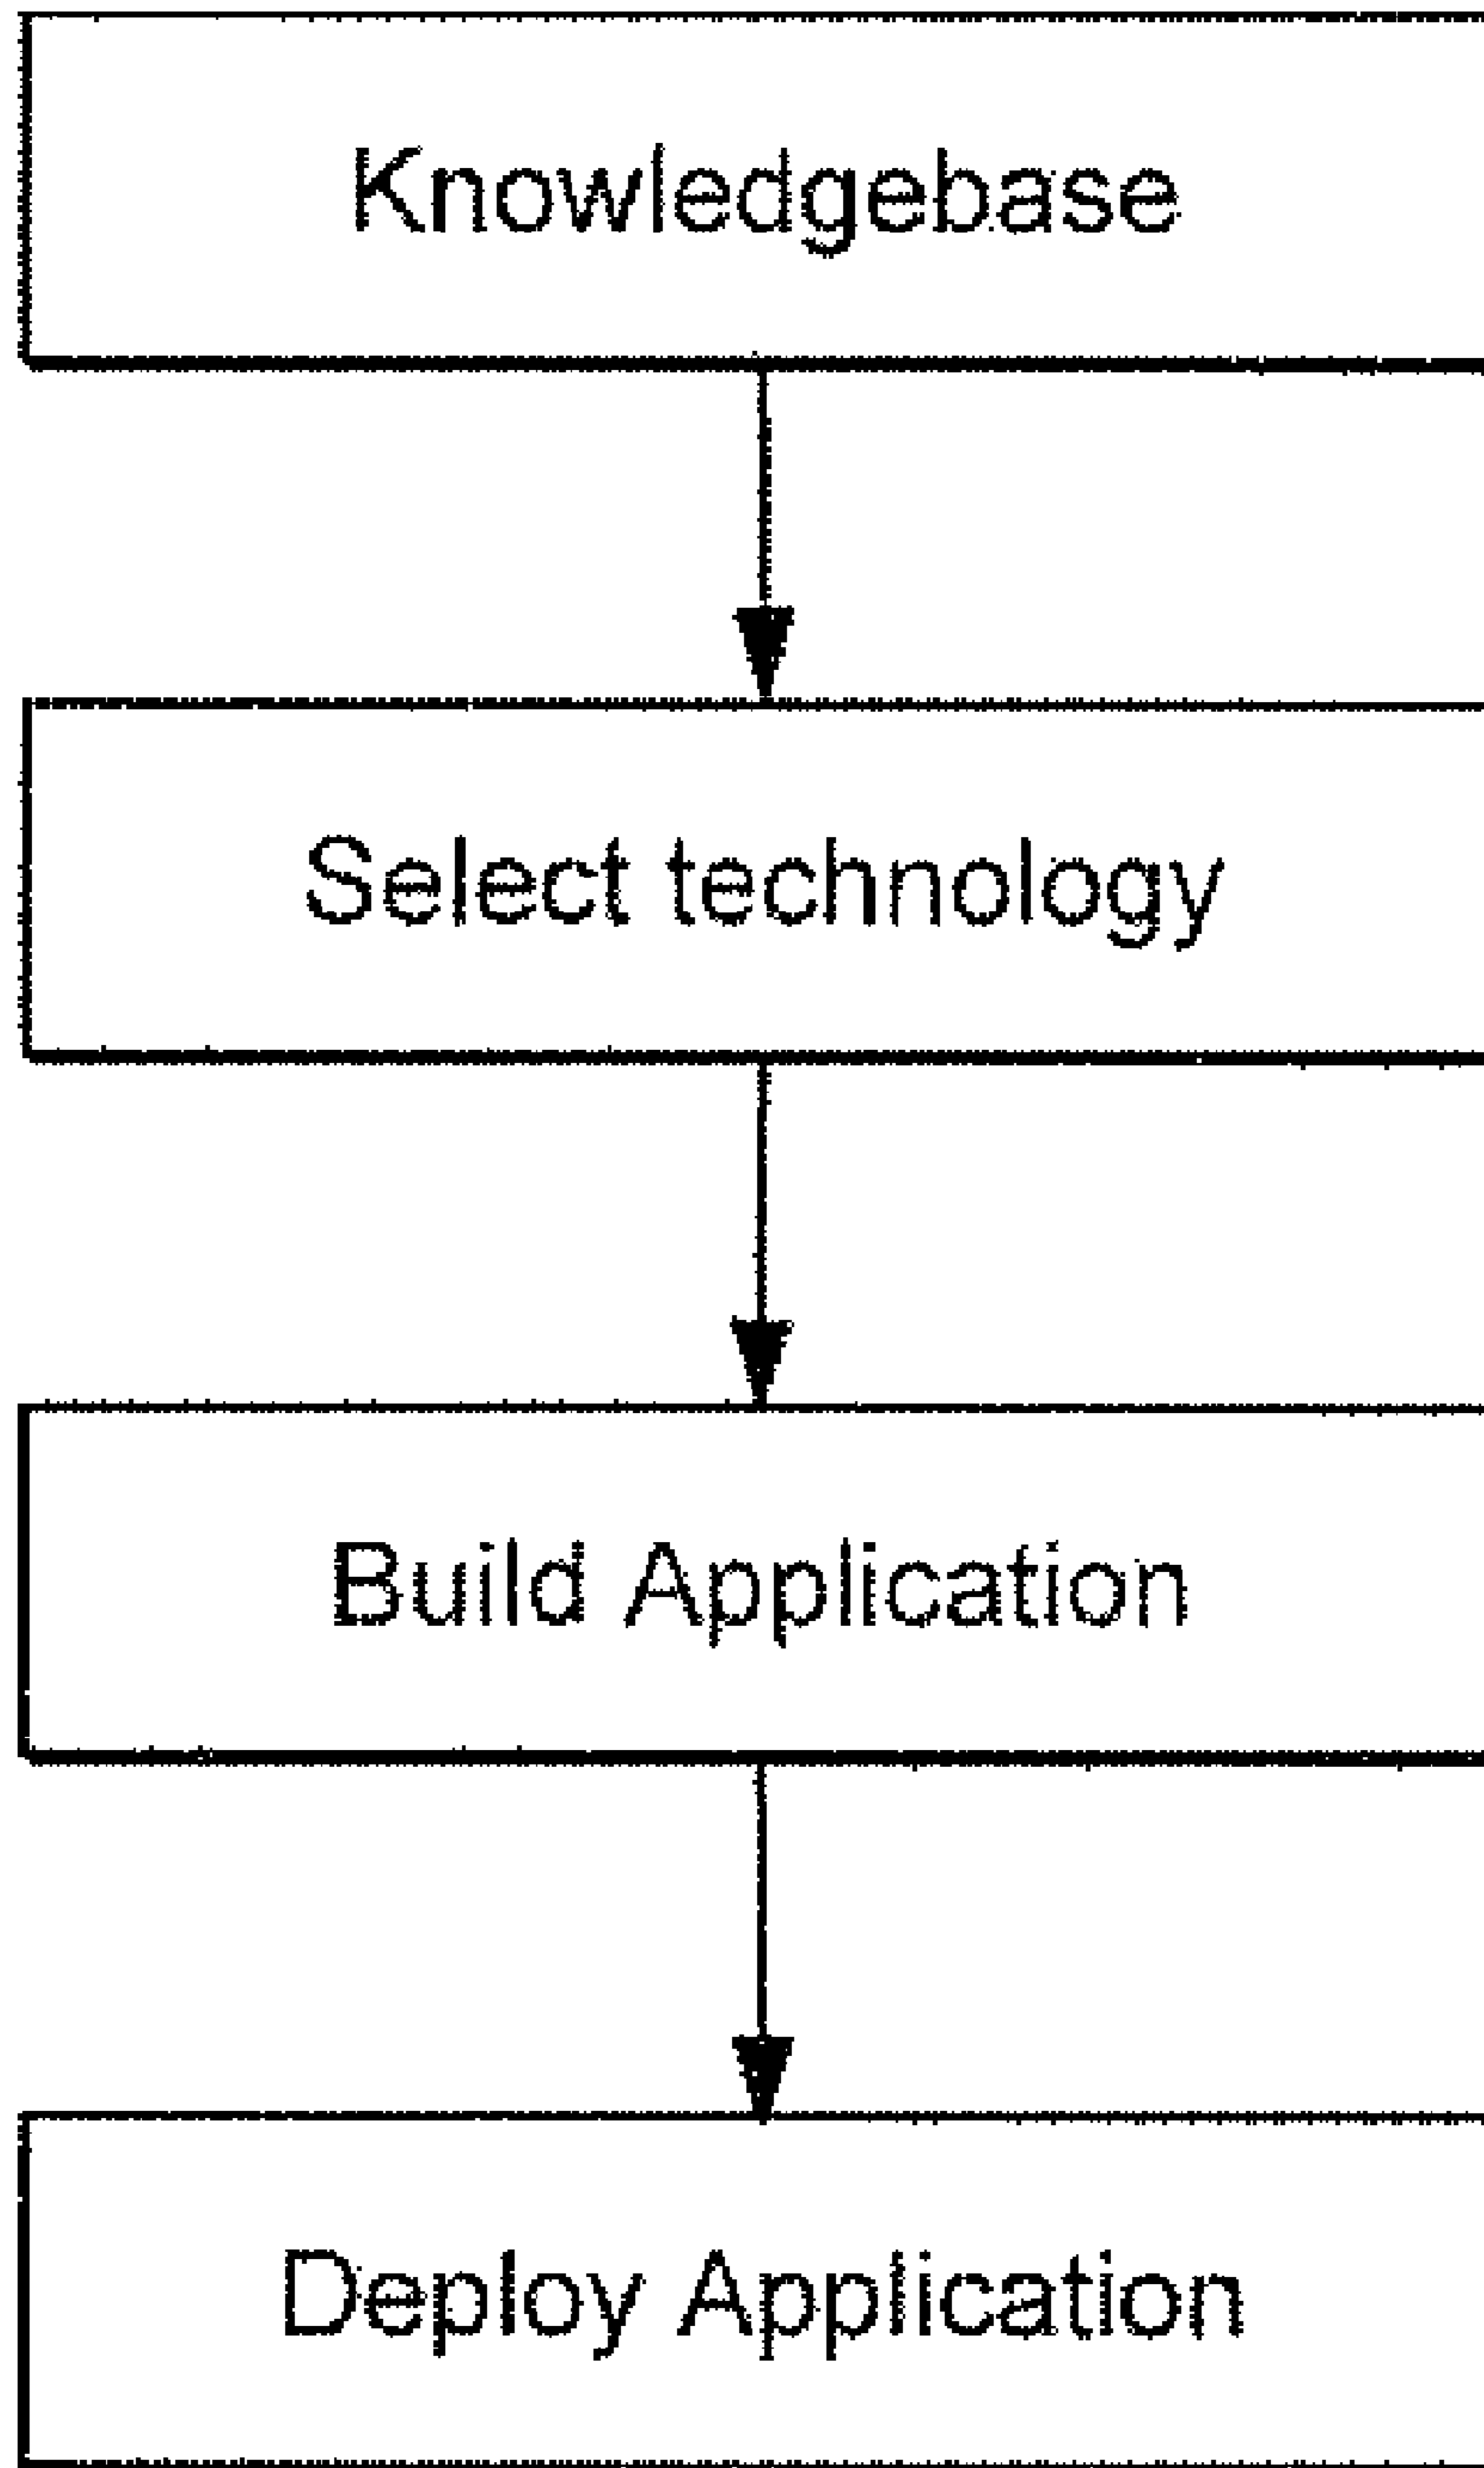 Knowledgebase
Select technology
Build Application
Deploy Application